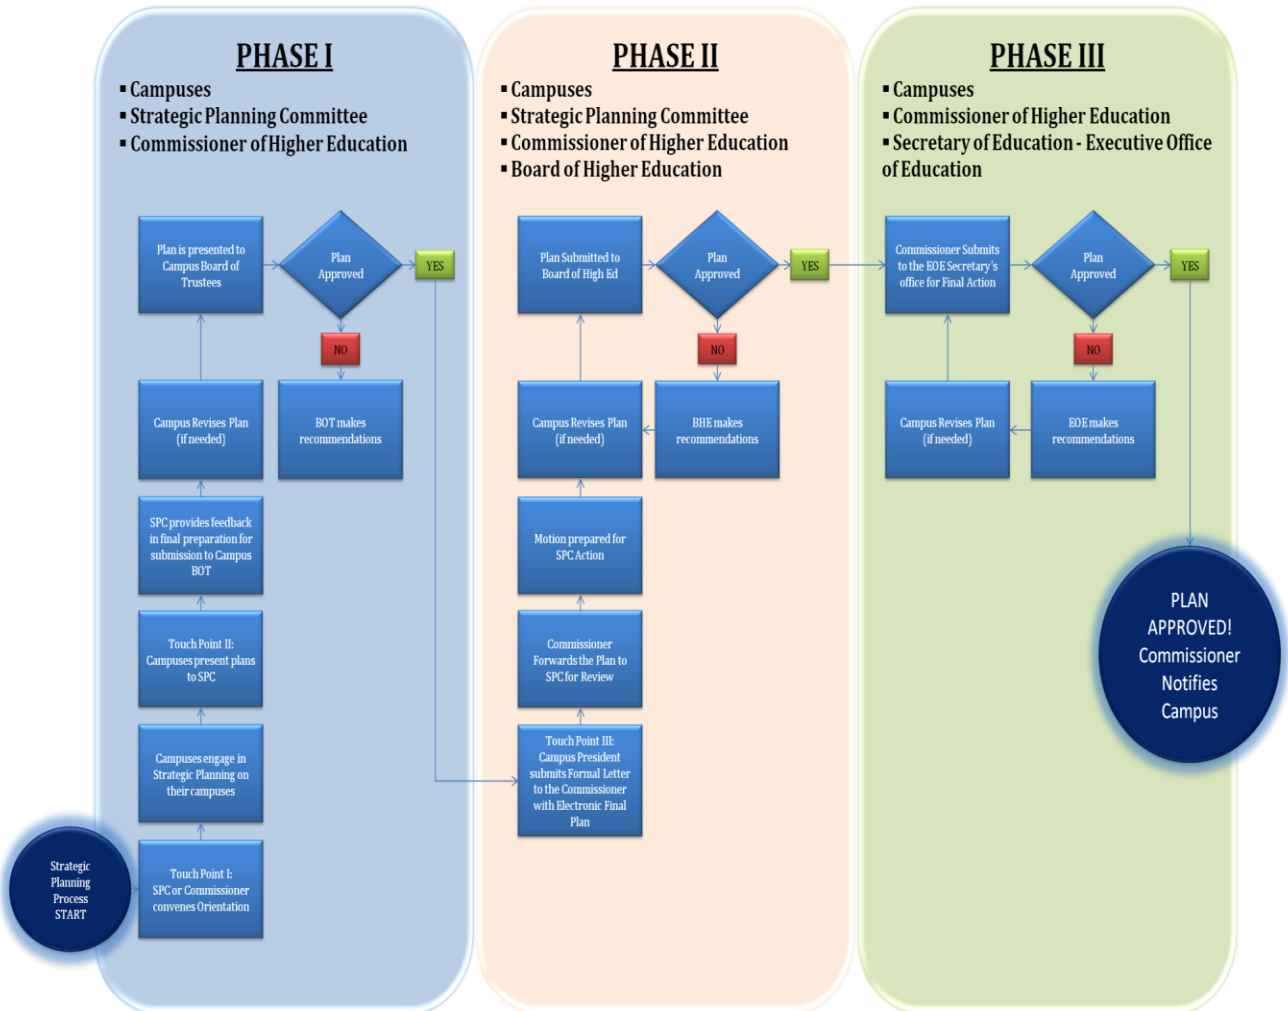 PHASE I
▪ Campuses
▪ Strategic Planning Committee
▪ Commissioner of Higher Education
Plan is presented to
Campus Board of
Trustees
Plan
Approved
YES
NO
Campus Revises Plan
(if needed)
BOT makes
recommendations
SPC provides feedback
in final preparation for
submission to Campus
BOT
Touch Point II:
Campuses present plans
to SPC
Campuses engage in
Strategic Planning on
their campuses
Strategic
Planning
Process
START
Touch Point I:
SPC or Commissioner
convenes Orientation
PHASE II
▪ Campuses
▪ Strategic Planning Committee
▪ Commissioner of Higher Education
▪ Board of Higher Education
Plan Submitted to
Board of High Ed
Plan
Approved
YES
NO
Campus Revises Plan
(if needed)
BHE makes
recommendations
Motion prepared for
SPC Action
Commissioner
Forwards the Plan to
SPC for Review
Touch Point III:
Campus President
submits Formal Letter
to the Commissioner
with Electronic Final
Plan
PHASE III
▪ Campuses
▪ Commissioner of Higher Education
▪ Secretary of Education - Executive Office
of Education
Commissioner Submits
to the EOE Secretary's
office for Final Action
Plan
Approved
YES
NO
Campus Revises Plan
(if needed)
EOE makes
recommendations
PLAN
APPROVED!
Commissioner
Notifies
Campus